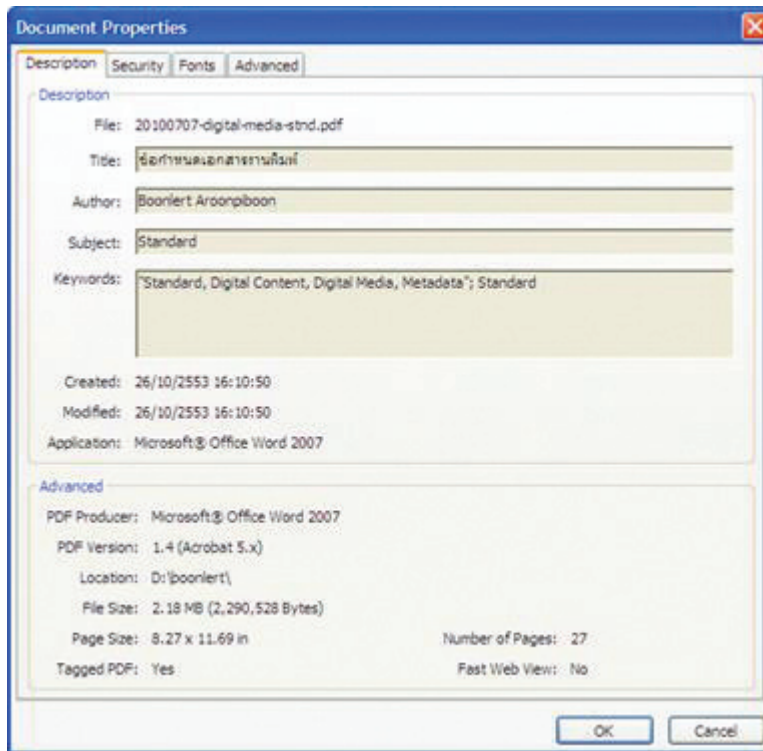 Document Properties
Description Security Fonts Advanced
Description
File: 20100707-digital-media-stnd.pdf
Title: ข้อกำหนดเอกสารงานพิมพ์
Author: Boonlert Aroonpiboon
Subject: Standard
Keywords: "Standard, Digital Content, Digital Media, Metadata"; Standard
Created: 26/10/2553 16:10:50
Modified: 26/10/2553 16:10:50
Application: Microsoft® Office Word 2007
Advanced
PDF Producer: Microsoft® Office Word 2007
PDF Version: 1.4 (Acrobat 5.x)
Location: D:\boonlert\
File Size: 2.18 MB (2,290,528 Bytes)
Page Size: 8.27 x 11.69 in Number of Pages: 27
Tagged PDF: Yes Fast Web View: No
OK Cancel